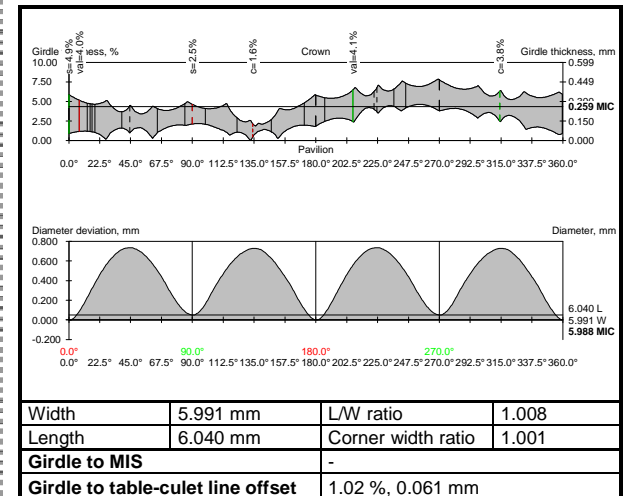 s=4.9%
val=4.0%
s=2.5%
c=1.6%
val=4.1%
c=3.8%
Girdle ess, % Crown Girdle thickness, mm
10.00 0.599
7.50 0.449
5.00
0.259 MIC
2.50 0.150
0.00 0.000
Pavilion
0.0° 22.5° 45.0° 67.5° 90.0° 112.5° 135.0° 157.5° 180.0° 202.5° 225.0° 247.5° 270.0° 292.5° 315.0° 337.5° 360.0°
Diameter deviation, mm Diameter, mm
0.800
0.600
0.400
0.200 6.040 L
0.000 5.991 W
5.988 MIC
-0.200
0.0° 90.0° 180.0° 270.0°
0.0° 22.5° 45.0° 67.5° 90.0° 112.5° 135.0° 157.5° 180.0° 202.5° 225.0° 247.5° 270.0° 292.5° 315.0° 337.5° 360.0°
Width 5.991 mm L/W ratio 1.008
Length 6.040 mm Corner width ratio 1.001
Girdle to MIS -
Girdle to table-culet line offset 1.02 %, 0.061 mm